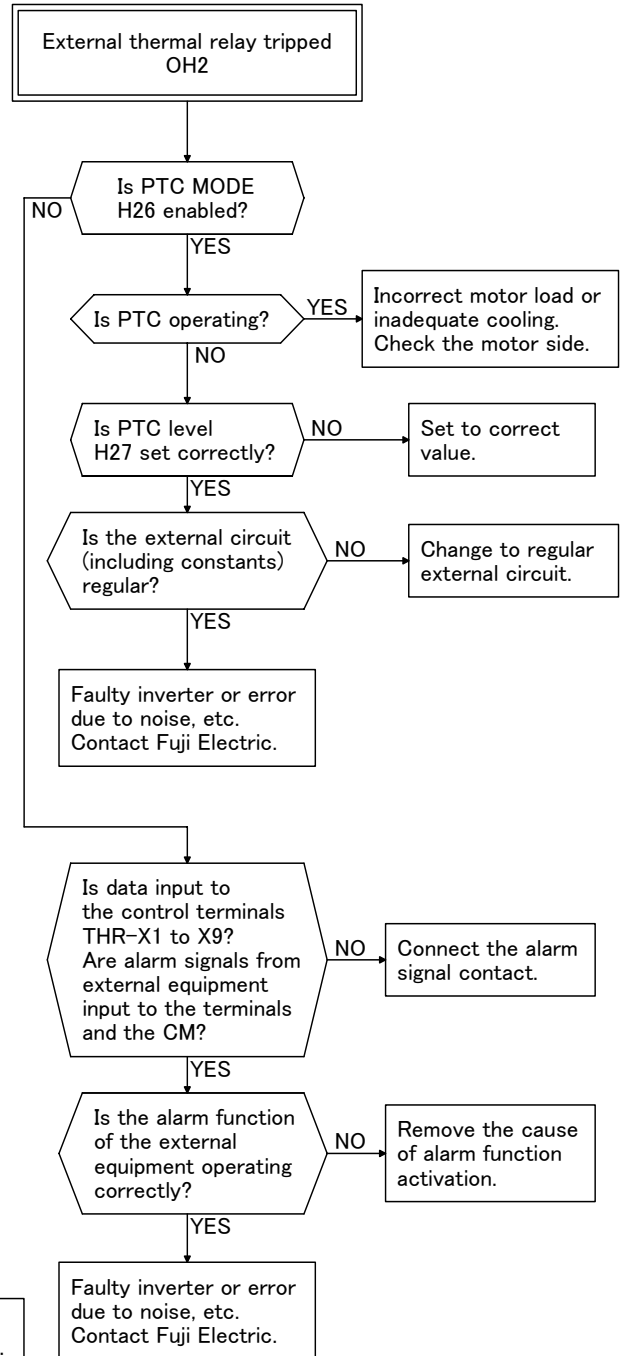 External thermal relay tripped
OH2
Is PTC MODE
H26 enabled?
NO
YES
Is PTC operating?
YES
Incorrect motor load or
inadequate cooling.
Check the motor side.
NO
Is PTC level
H27 set correctly?
NO
Set to correct
value.
YES
Is the external circuit
(including constants)
regular?
NO
Change to regular
external circuit.
YES
Faulty inverter or error
due to noise, etc.
Contact Fuji Electric.
Is data input to
the control terminals
THR-X1 to X9?
Are alarm signals from
external equipment
input to the terminals
and the CM?
NO
Connect the alarm
signal contact.
YES
Is the alarm function
of the external
equipment operating
correctly?
NO
Remove the cause
of alarm function
activation.
YES
Faulty inverter or error
due to noise, etc.
Contact Fuji Electric.
.